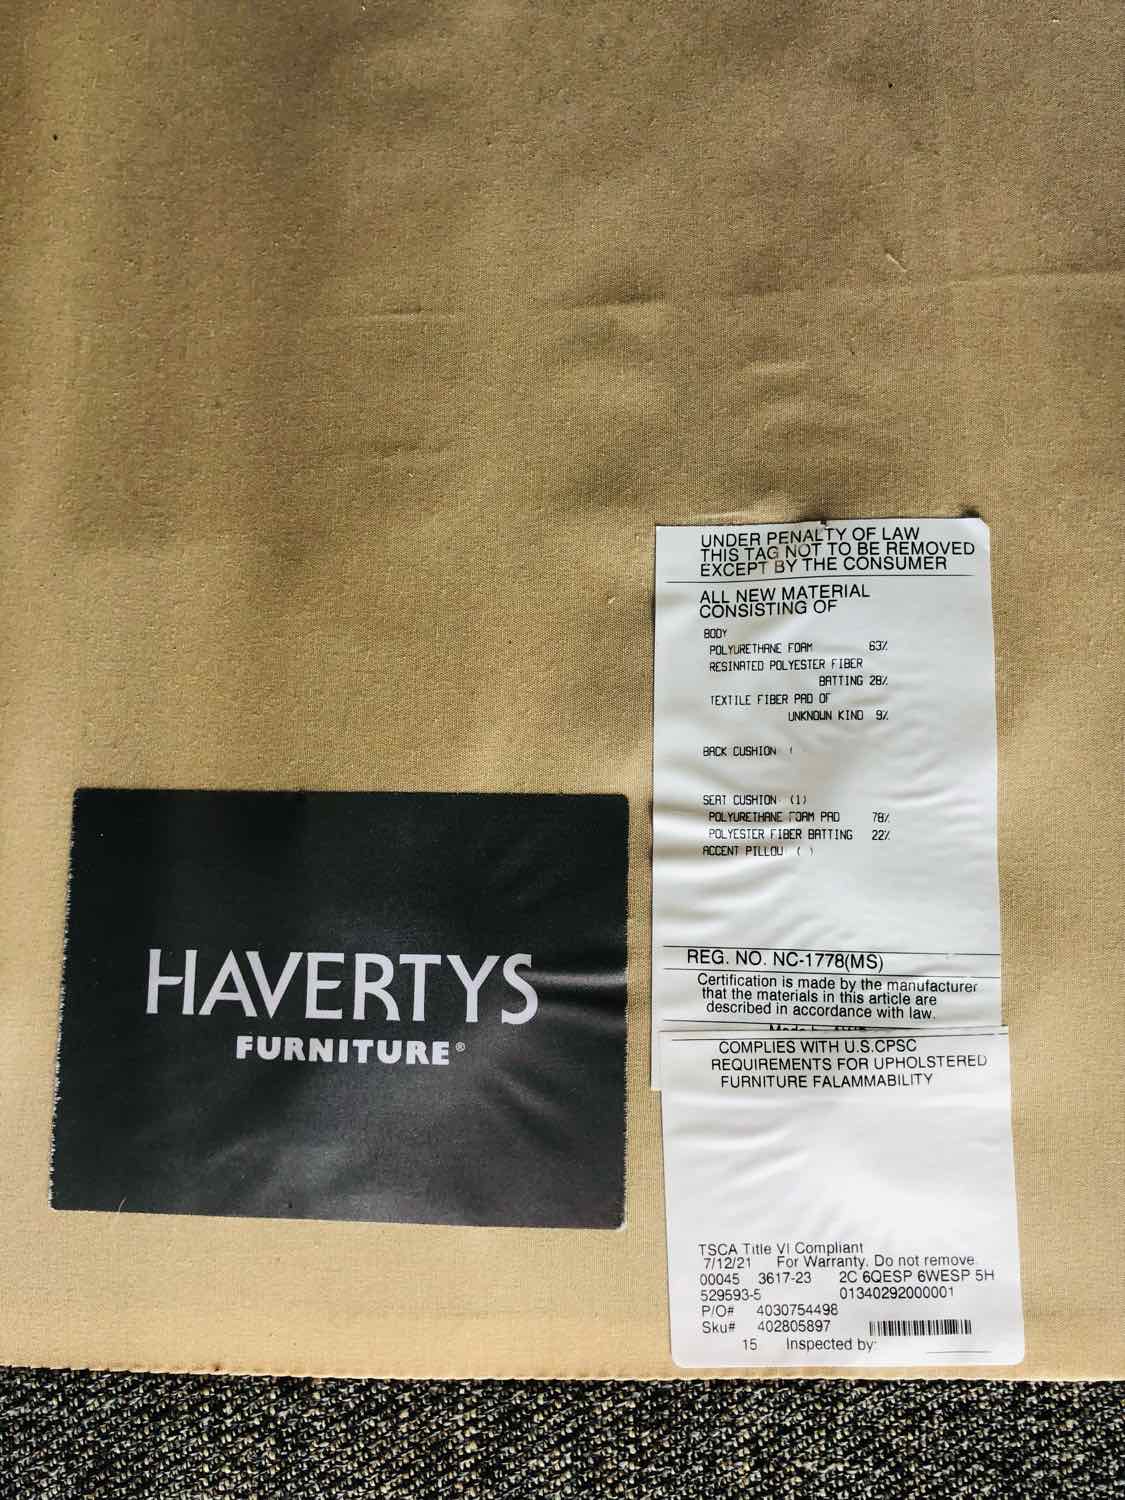 HAVERTYS
FURNITURE®
UNDER PENALTY OF LAW
THIS TAG NOT TO BE REMOVED
EXCEPT BY THE CONSUMER
ALL NEW MATERIAL
CONSISTING OF
BODY
POLYURETHANE FOAM 63%
RESINATED POLYESTER FIBER
BATTING 28%
TEXTILE FIBER PAD OF
UNKNOWN KIND 9%
BACK CUSHION (
SEAT CUSHION (1)
POLYURETHANE FOAM PAD 78%
POLYESTER FIBER BATTING 22%
ACCENT PILLOW ( )
REG. NO. NC-1778(MS)
Certification is made by the manufacturer
that the materials in this article are
described in accordance with law.
COMPLIES WITH U.S.CPSC
REQUIREMENTS FOR UPHOLSTERED
FURNITURE FALAMMABILITY
TSCA Title VI Compliant
7/12/21 For Warranty. Do not remove.
00045 3617-23 2C 6QESP 6WESP 5H
529593-5 01340292000001
P/O# 4030754498
Sku# 402805897
15 Inspected by: